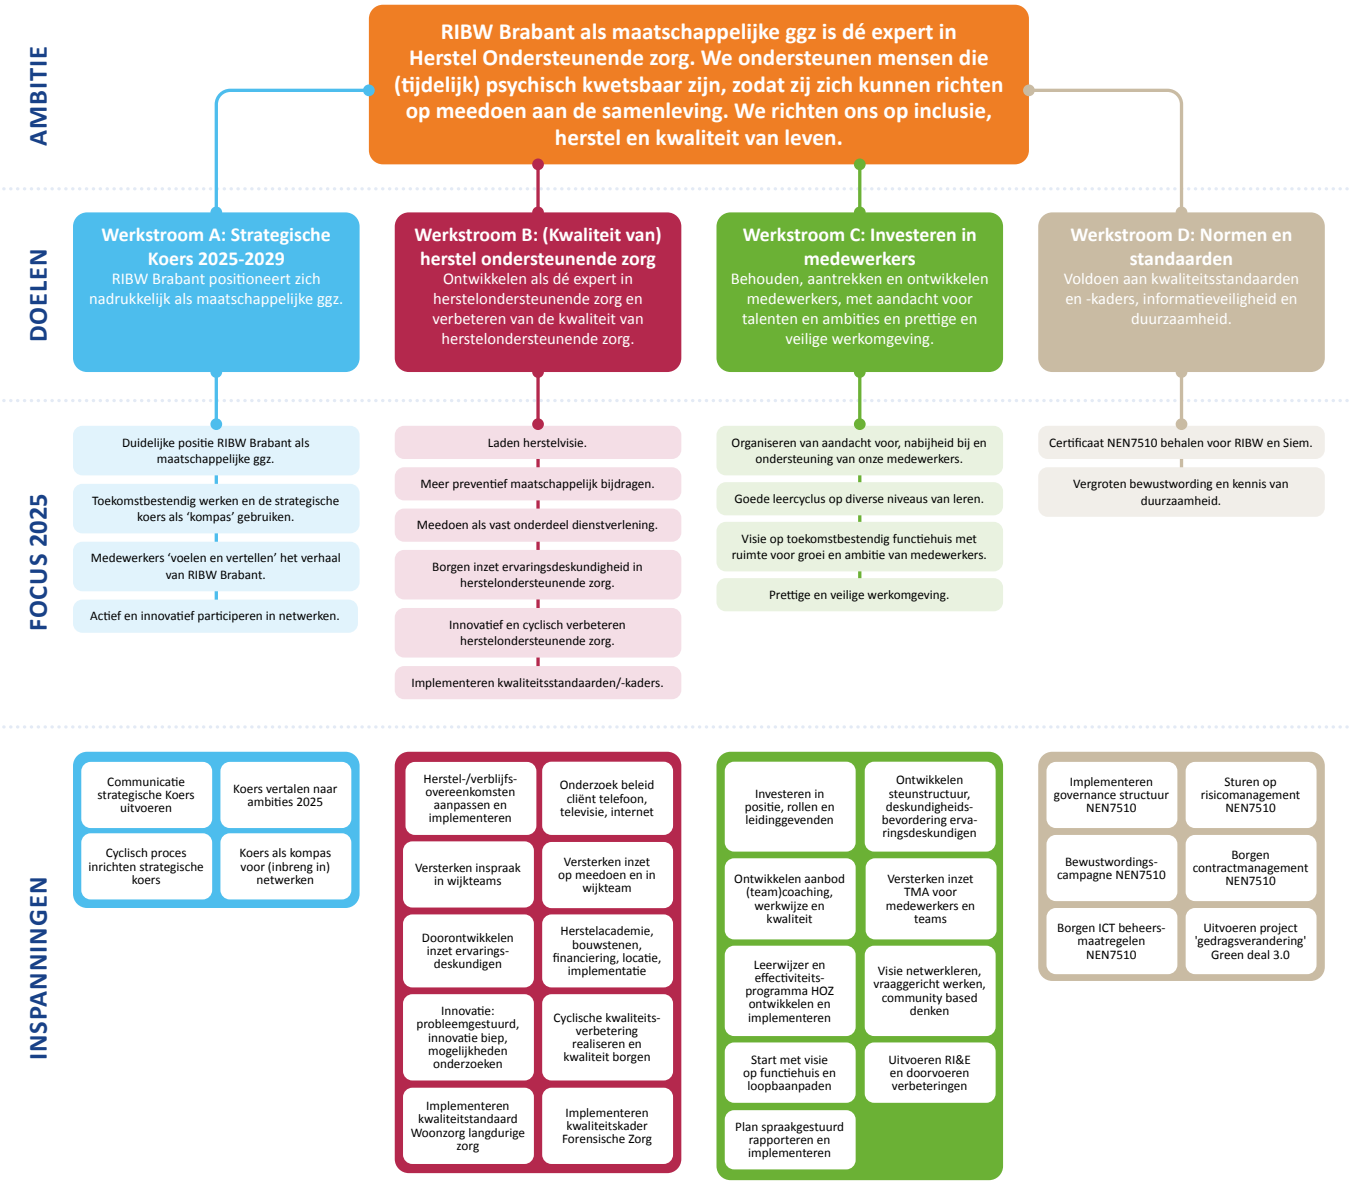 AMBITIE
RIBW Brabant als maatschappelijke ggz is dé expert in
Herstel Ondersteunende zorg. We ondersteunen mensen die
(tijdelijk) psychisch kwetsbaar zijn, zodat zij zich kunnen richten
op meedoen aan de samenleving. We richten ons op inclusie,
herstel en kwaliteit van leven.
DOELEN
Werkstroom A: Strategische
Koers 2025-2029
RIBW Brabant positioneert zich
nadrukkelijk als maatschappelijke ggz.
Werkstroom B: (Kwaliteit van)
herstel ondersteunende zorg
Ontwikkelen als dé expert in
herstelondersteunende zorg en
verbeteren van de kwaliteit van
herstelondersteunende zorg.
Werkstroom C: Investeren in
medewerkers
Behouden, aantrekken en ontwikkelen
medewerkers, met aandacht voor
talenten en ambities en prettige en
veilige werkomgeving.
Werkstroom D: Normen en
standaarden
Voldoen aan kwaliteitsstandaarden
en -kaders, informatieveiligheid en
duurzaamheid.
FOCUS 2025
Duidelijke positie RIBW Brabant als
maatschappelijke ggz.
Toekomstbestendig werken en de strategische
koers als ‘kompas’ gebruiken.
Medewerkers ‘voelen en vertellen’ het verhaal
van RIBW Brabant.
Actief en innovatief participeren in netwerken.
Laden herstelvisie.
Meer preventief maatschappelijk bijdragen.
Meedoen als vast onderdeel dienstverlening.
Borgen inzet ervaringsdeskundigheid in
herstelondersteunende zorg.
Innovatief en cyclisch verbeteren
herstelondersteunende zorg.
Implementeren kwaliteitsstandaarden/-kaders.
Organiseren van aandacht voor, nabijheid bij en
ondersteuning van onze medewerkers.
Goede leercyclus op diverse niveaus van leren.
Visie op toekomstbestendig functiehuis met
ruimte voor groei en ambitie van medewerkers.
Prettige en veilige werkomgeving.
Certificaat NEN7510 behalen voor RIBW en Siem.
Vergroten bewustwording en kennis van
duurzaamheid.
INSPANNINGEN
Communicatie
strategische Koers
uitvoeren
Koers vertalen naar
ambities 2025
Cyclisch proces
inrichten strategische
koers
Koers als kompas
voor (inbreng in)
netwerken
Herstel-/verblijfs-
overeenkomsten
aanpassen en
implementeren
Onderzoek beleid
cliënt telefoon,
televisie, internet
Versterken inspraak
in wijkteams
Versterken inzet
op meedoen en in
wijkteam
Doorontwikkelen
inzet ervarings-
deskundigen
Herstelacademie,
bouwstenen,
financiering, locatie,
implementatie
Innovatie:
probleemgestuurd,
innovatie biep,
mogelijkheden
onderzoeken
Cyclische kwaliteits-
verbetering
realiseren en
kwaliteit borgen
Implementeren
kwaliteitstandaard
Woonzorg langdurige
zorg
Implementeren
kwaliteitskader
Forensische Zorg
Investeren in
positie, rollen en
leidinggevenden
Ontwikkelen
steunstructuur,
deskundigheids-
bevordering erva-
ringsdeskundigen
Ontwikkelen aanbod
(team)coaching,
werkwijze en
kwaliteit
Versterken inzet
TMA voor
medewerkers en
teams
Leerwijzer en
effectiviteits-
programma HOZ
ontwikkelen en
implementeren
Visie netwerkleren,
vraaggericht werken,
community based
denken
Start met visie
op functiehuis en
loopbaanpaden
Uitvoeren RI&E
en doorvoeren
verbeteringen
Plan spraakgestuurd
rapporteren en
implementeren
Implementeren
governance structuur
NEN7510
Sturen op
risicomanagement
NEN7510
Bewustwordings-
campagne NEN7510
Borgen
contractmanagement
NEN7510
Borgen ICT beheers-
maatregelen
NEN7510
Uitvoeren project
'gedragsverandering'
Green deal 3.0